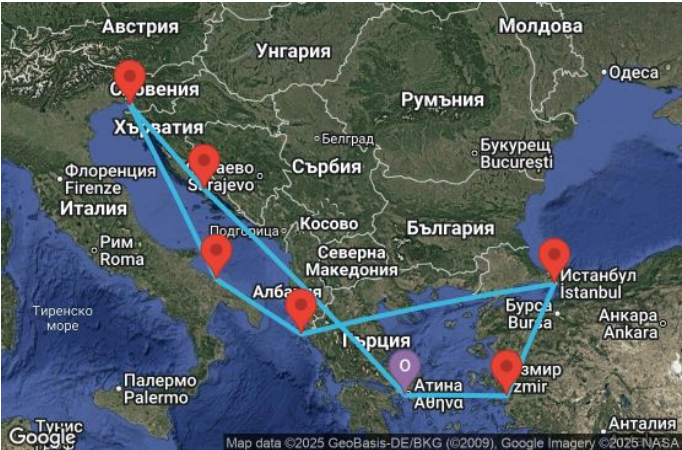 Австрия
Молдова
Унгария
Одеса
Словения
Румъния
Хърватия
Белград
Букурещ
București
Сърбия
Флоренция
Firenze
Sarajevo
Италия
Косово
България
Подгорица
Рим
Roma
Северна
Македония
Истанбул
İstanbul
Албания
Тиренско
море
Бурса
Bursa
Анкара
Ankara
Гърция
О
Измир
İzmir
Палермо
Palermo
Атина
Αθήνα
Тунис
Анталия
Google
Map data ©2025 GeoBasis-DE/BKG (©2009), Google Imagery ©2025 NASA